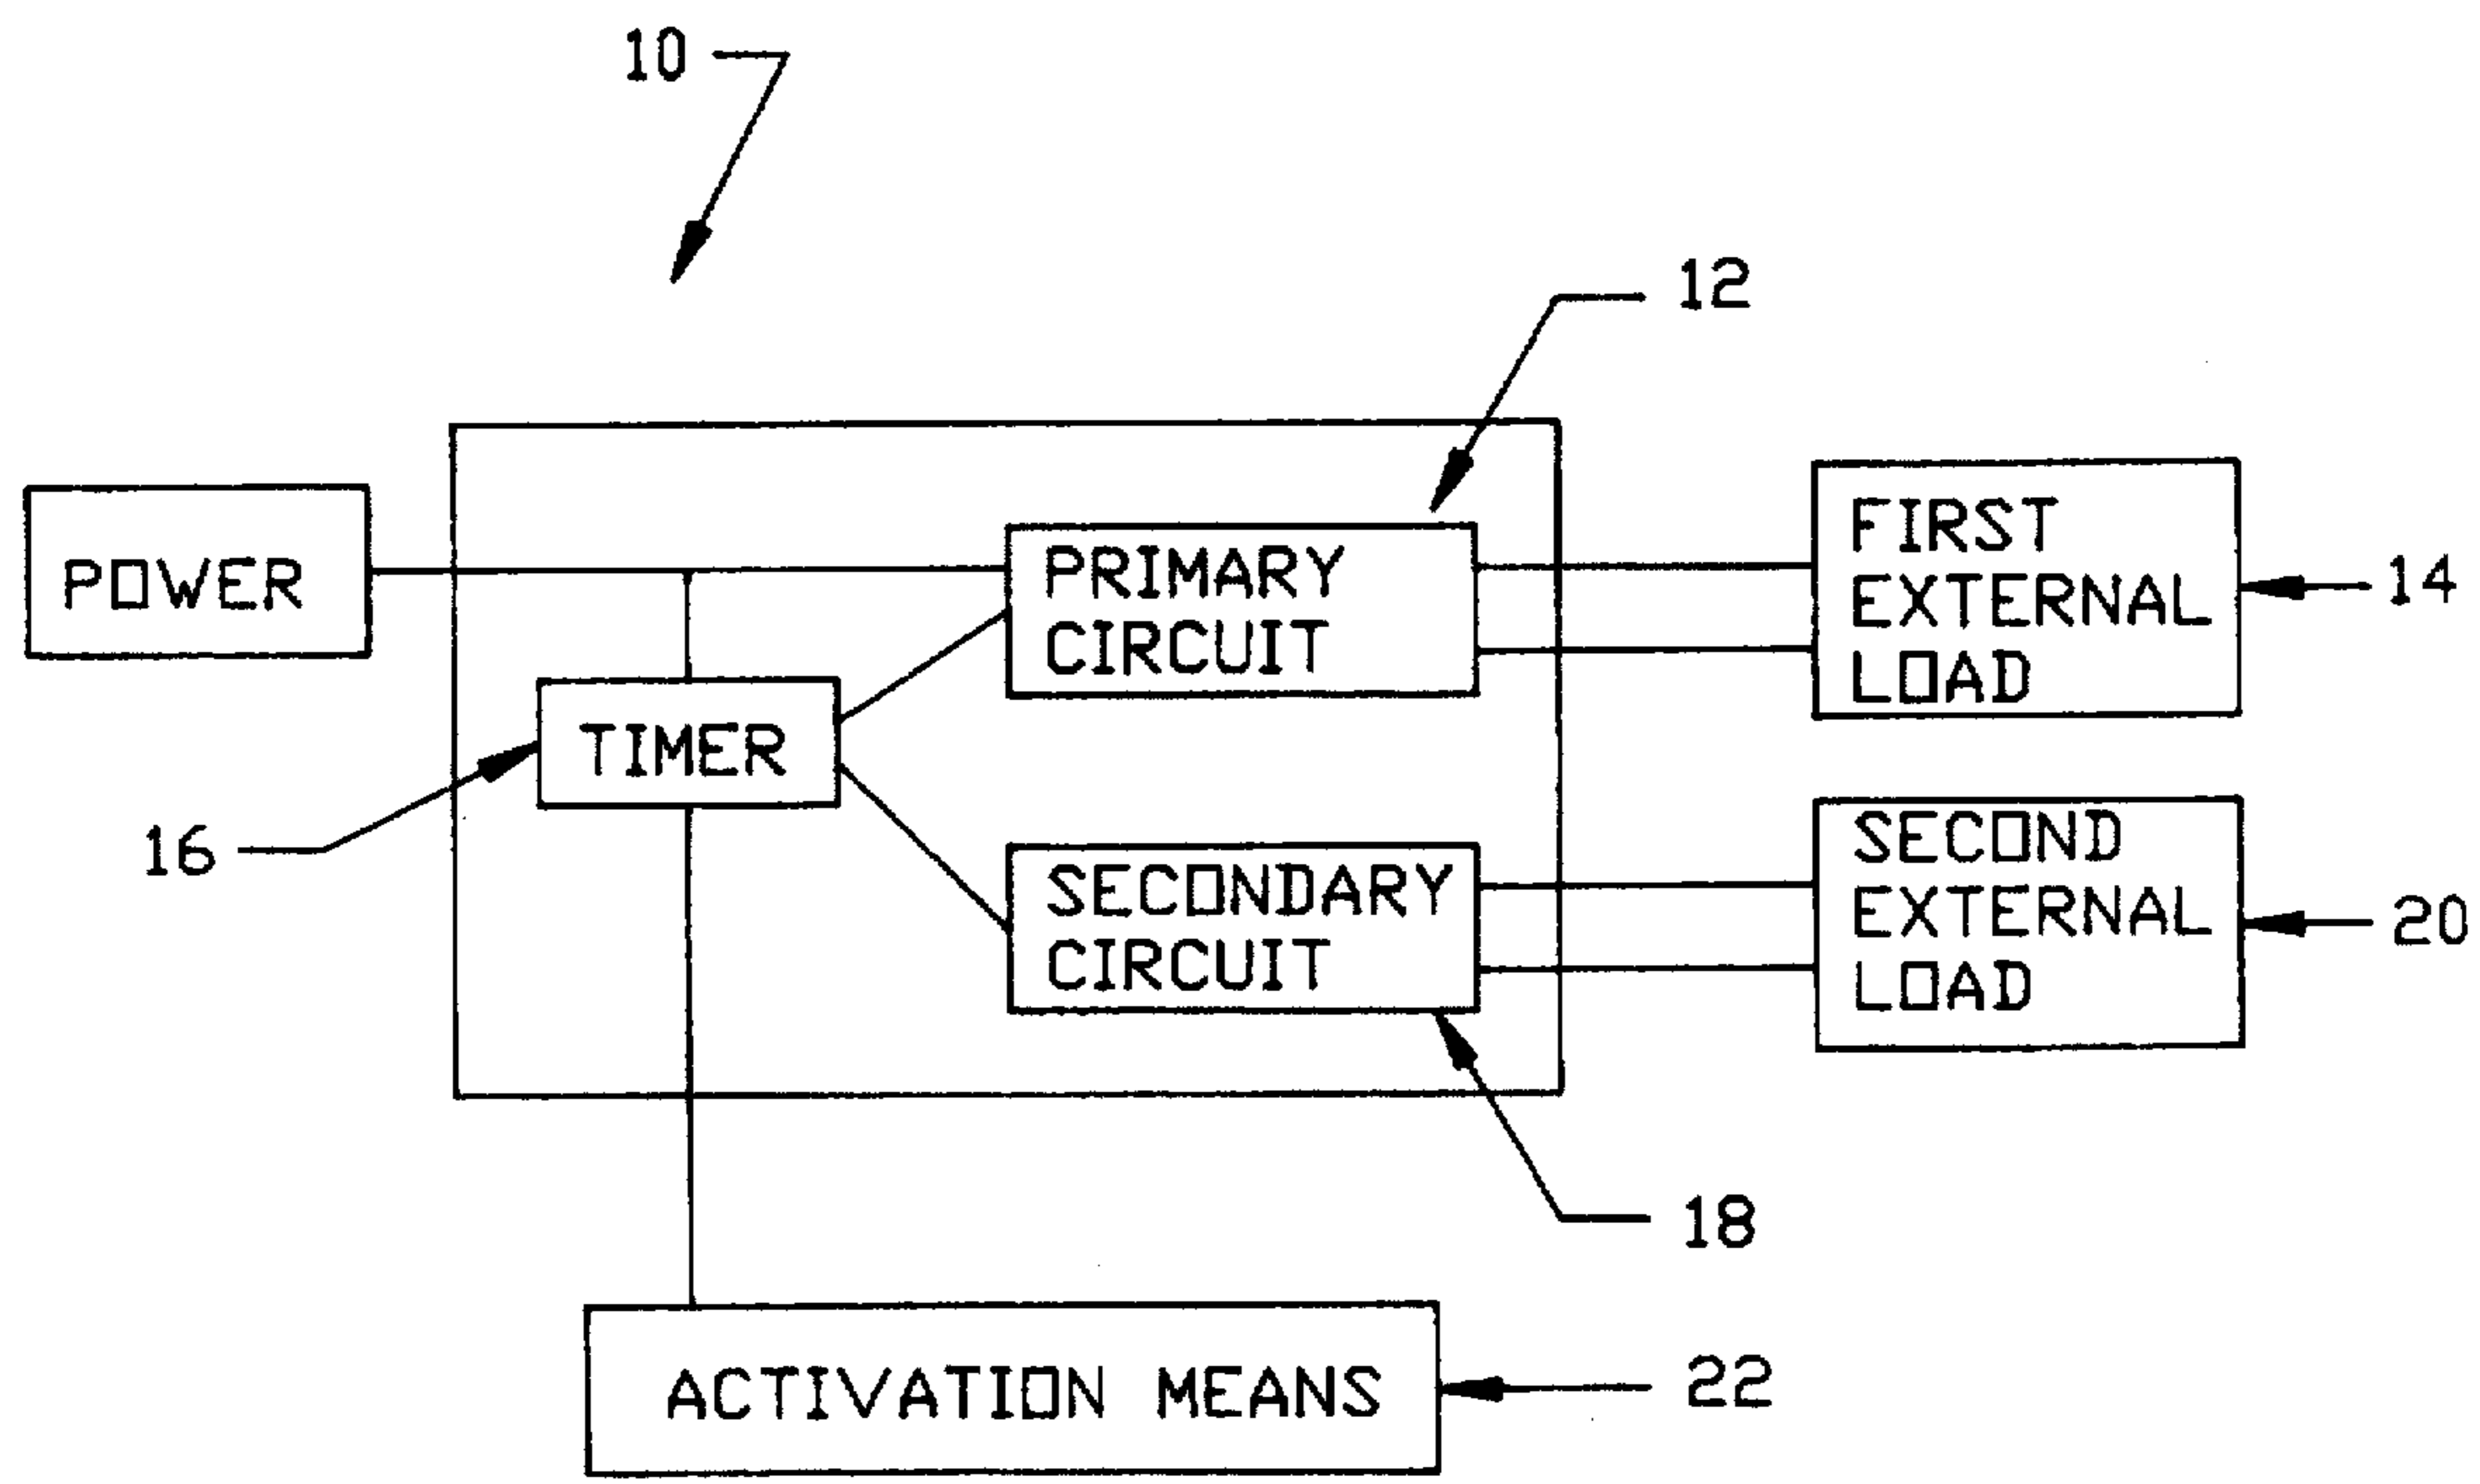 10
12
POWER
PRIMARY
CIRCUIT
FIRST
EXTERNAL
LOAD
14
TIMER
16
SECONDARY
CIRCUIT
SECOND
EXTERNAL
LOAD
20
18
ACTIVATION MEANS
22